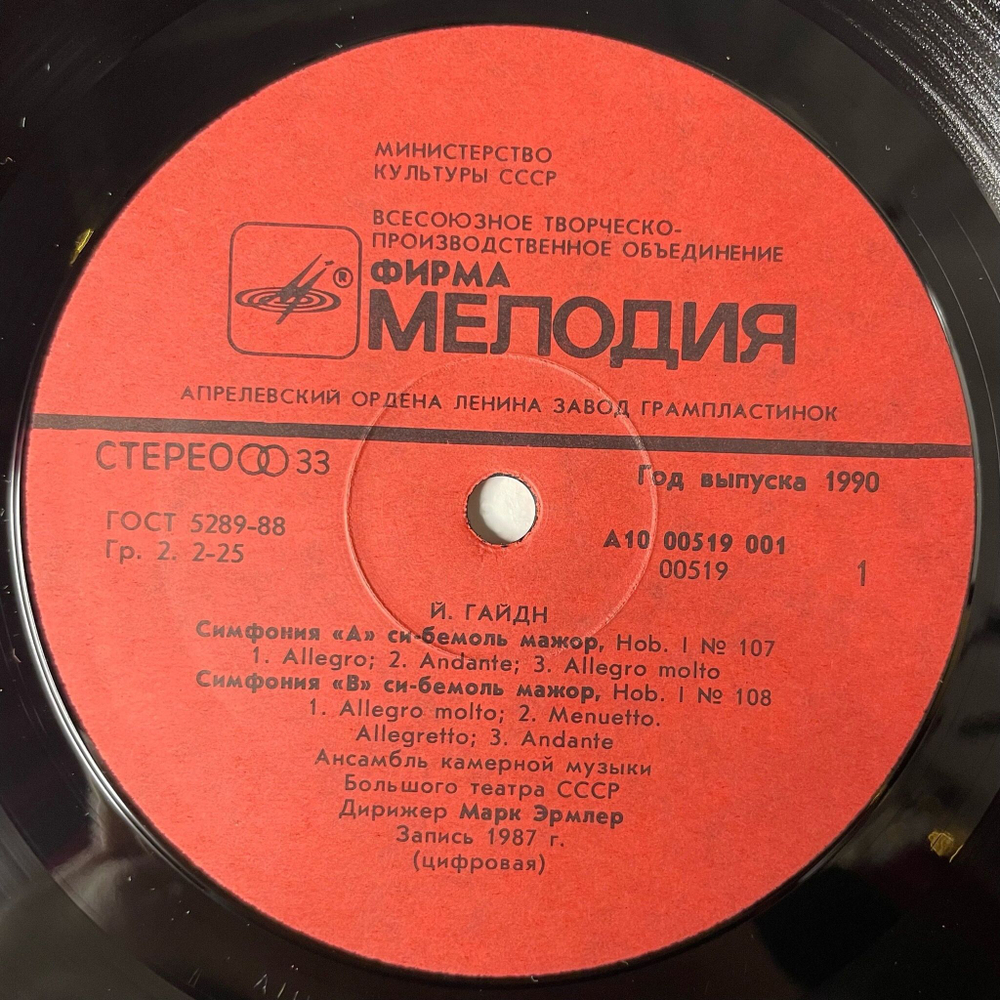 МИНИСТЕРСТВО
КУЛЬТУРЫ СССР
ВСЕСОЮЗНОЕ ТВОРЧЕСКО-
ПРОИЗВОДСТВЕННОЕ ОБЪЕДИНЕНИЕ
®
ФИРМА
МЕЛОДИЯ
АПРЕЛЕВСКИЙ ОРДЕНА ЛЕНИНА ЗАВОД ГРАМПЛАСТИНОК
СТЕРЕО 33
Год выпуска 1990
ГОСТ 5289-88
Гр. 2. 2-25
А10 00519 001
00519
1
Й. ГАЙДН
Симфония «А» си-бемоль мажор, Hob. I № 107
1. Allegro; 2. Andante; 3. Allegro molto
Симфония «В» си-бемоль мажор, Hob. I № 108
1. Allegro molto; 2. Menuetto.
Allegretto; 3. Andante
Ансамбль камерной музыки
Большого театра СССР
Дирижер Марк Эрмлер
Запись 1987 г.
(цифровая)